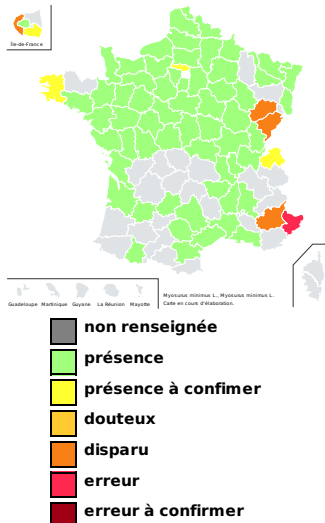 Île-de-France
Guadeloupe Martinique Guyane La Réunion Mayotte
Myosurus minimus L., Myosurus minimus L.
Carte en cours d'élaboration.
non renseignée
présence
présence à confimer
douteux
disparu
erreur
erreur à confirmer